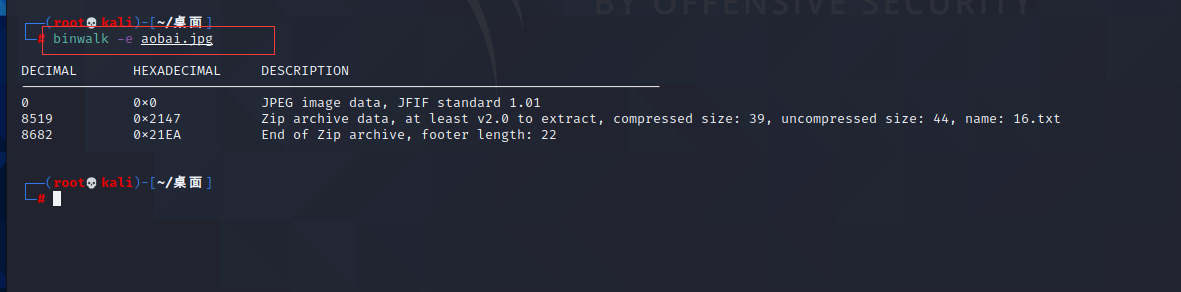 BY OFFENSIVE SECURITY
┌──(root💀kali)-[~/桌面]
└─# binwalk -e aobai.jpg
DECIMAL       HEXADECIMAL     DESCRIPTION
0             0×0             JPEG image data, JFIF standard 1.01
8519          0×2147          Zip archive data, at least v2.0 to extract, compressed size: 39, uncompressed size: 44, name: 16.txt
8682          0×21EA          End of Zip archive, footer length: 22
┌──(root💀kali)-[~/桌面]
└─#